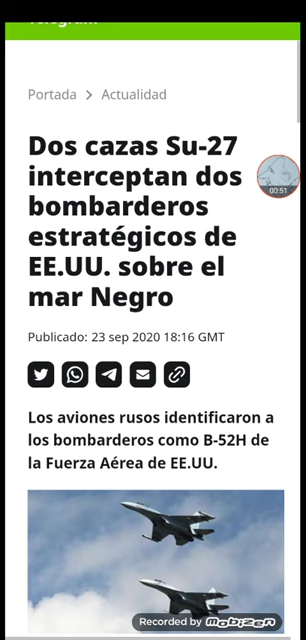 Telegram
Portada > Actualidad
Dos cazas Su-27
interceptan dos
bombarderos
estratégicos de
EE.UU. sobre el
mar Negro
00:51
Publicado: 23 sep 2020 18:16 GMT
Los aviones rusos identificaron a
los bombarderos como B-52H de
la Fuerza Aérea de EE.UU.
Recorded by mobizen